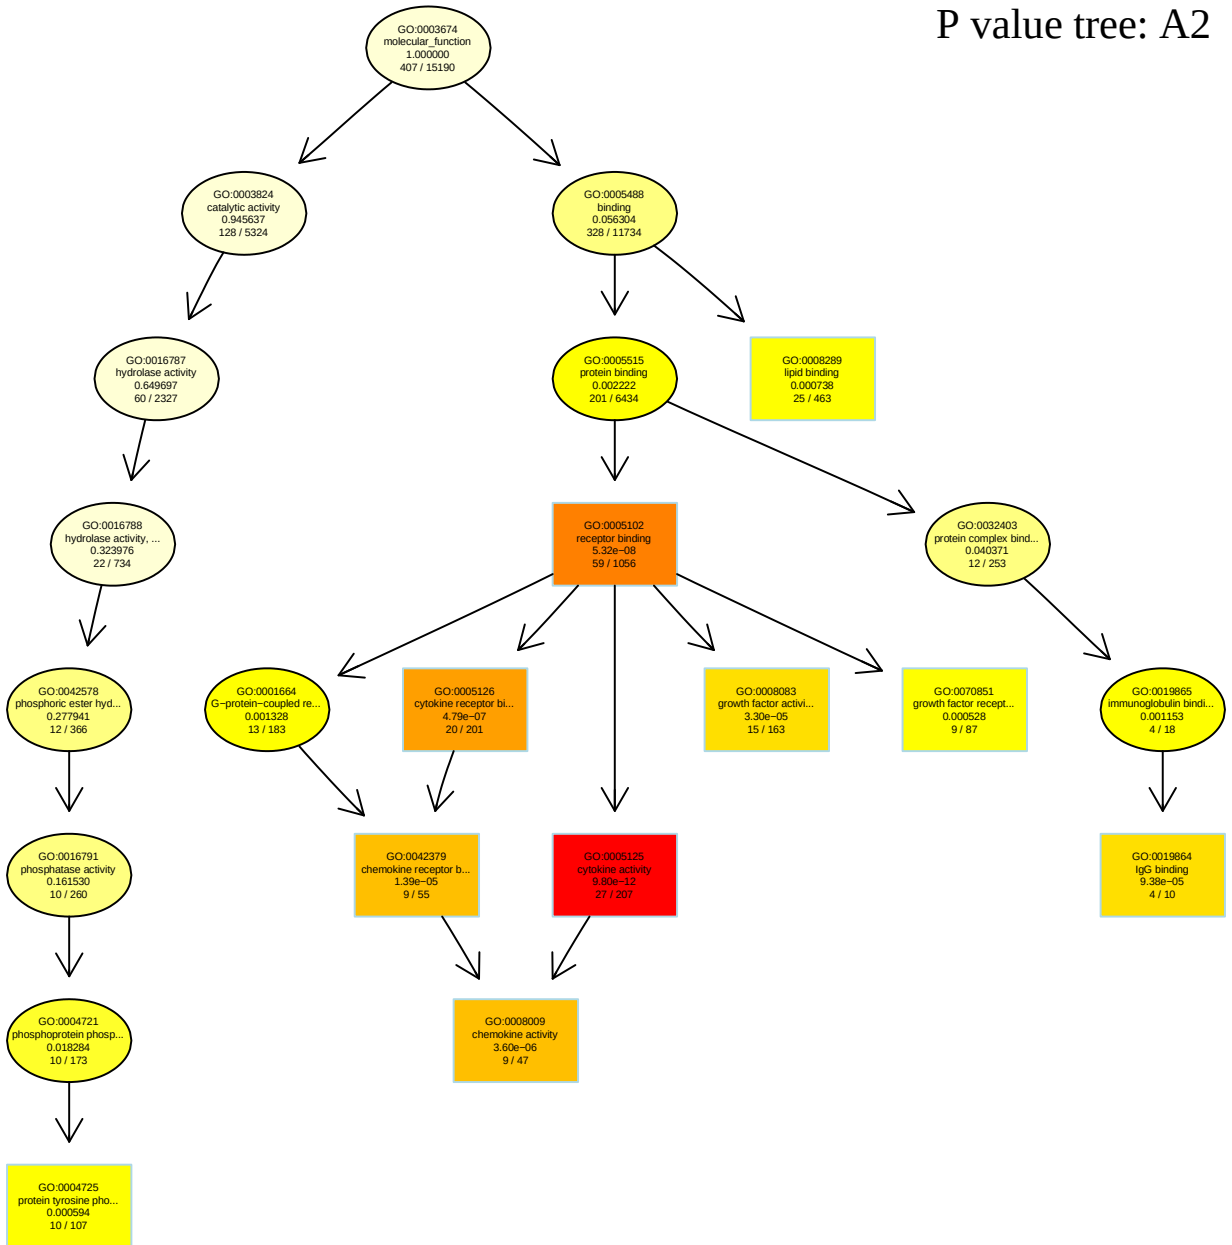 P value tree: A2
GO:0003674
molecular_function
1.000000
407 / 15190
GO:0003824
catalytic activity
0.945637
128 / 5324
GO:0005488
binding
0.056304
328 / 11734
GO:0016787
hydrolase activity
0.649697
60 / 2327
GO:0005515
protein binding
0.002222
201 / 6434
GO:0008289
lipid binding
0.000738
25 / 463
GO:0016788
hydrolase activity, ...
0.323976
22 / 734
GO:0005102
receptor binding
5.32e−08
59 / 1056
GO:0032403
protein complex bind...
0.040371
12 / 253
GO:0042578
phosphoric ester hyd...
0.277941
12 / 366
GO:0001664
G−protein−coupled re...
0.001328
13 / 183
GO:0005126
cytokine receptor bi...
4.79e−07
20 / 201
GO:0008083
growth factor activi...
3.30e−05
15 / 163
GO:0070851
growth factor recept...
0.000528
9 / 87
GO:0019865
immunoglobulin bindi...
0.001153
4 / 18
GO:0016791
phosphatase activity
0.161530
10 / 260
GO:0042379
chemokine receptor b...
1.39e−05
9 / 55
GO:0005125
cytokine activity
9.80e−12
27 / 207
GO:0019864
IgG binding
9.38e−05
4 / 10
GO:0004721
phosphoprotein phosp...
0.018284
10 / 173
GO:0008009
chemokine activity
3.60e−06
9 / 47
GO:0004725
protein tyrosine pho...
0.000594
10 / 107